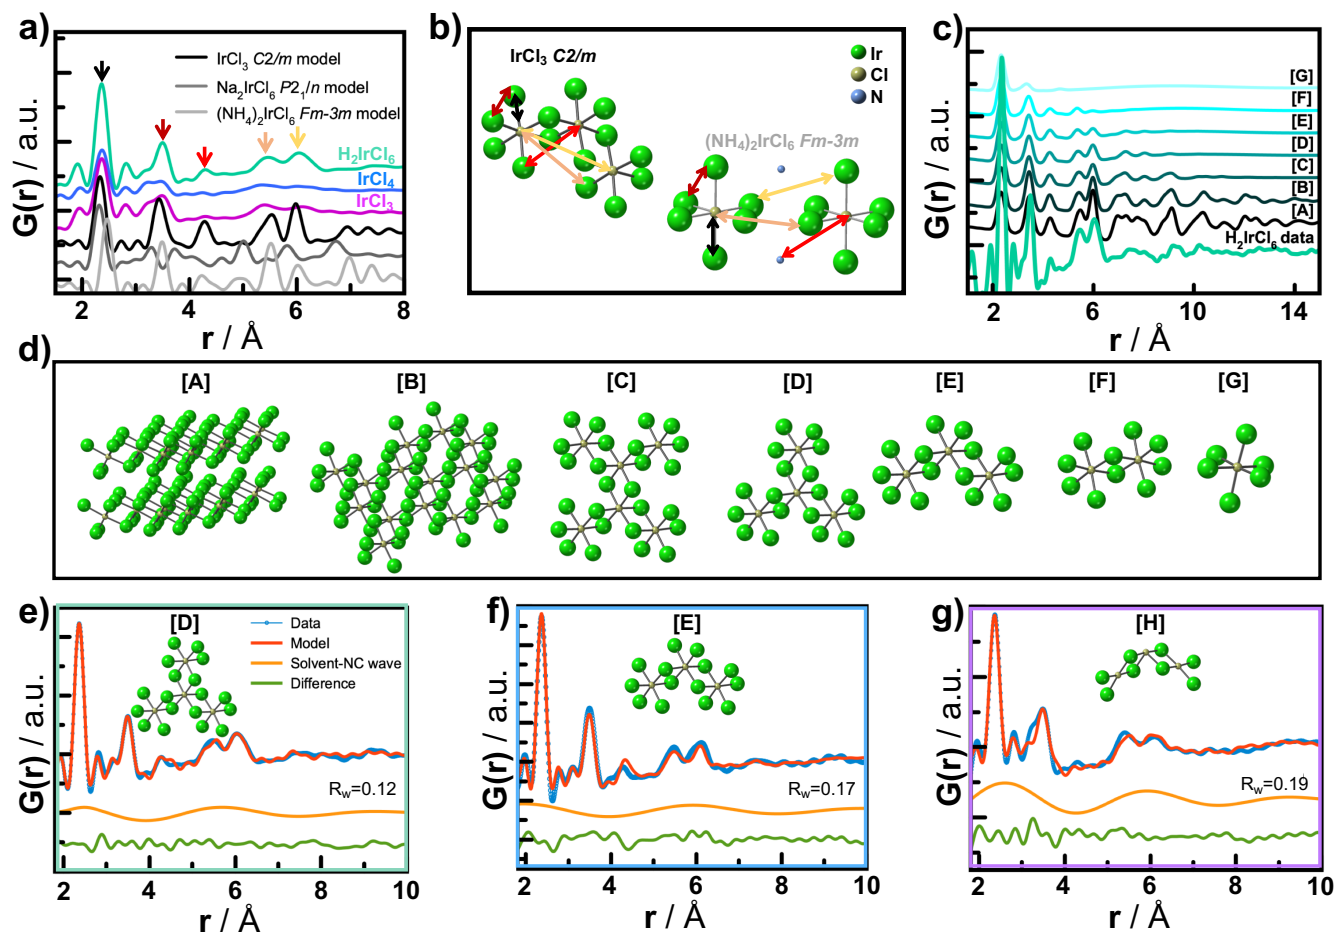 a)
G(r) / a.u.
IrCl₃ C2/m model
Na₂IrCl₆ P2₁/n model
(NH₄)₂IrCl₆ Fm-3m model
H₂IrCl₆
IrCl₄
IrCl₃
2 4 6 8
r / Å
b)
IrCl₃ C2/m
Ir
Cl
N
(NH₄)₂IrCl₆ Fm-3m
c)
G(r) / a.u.
[G]
[F]
[E]
[D]
[C]
[B]
[A]
H₂IrCl₆ data
2 6 10 14
r / Å
d)
[A] [B] [C] [D] [E] [F] [G]
e)
G(r) / a.u.
[D]
Data
Model
Solvent-NC wave
Difference
R_w=0.12
2 4 6 8 10
r / Å
f)
G(r) / a.u.
[E]
R_w=0.17
2 4 6 8 10
r / Å
g)
G(r) / a.u.
[H]
R_w=0.19
2 4 6 8 10
r / Å